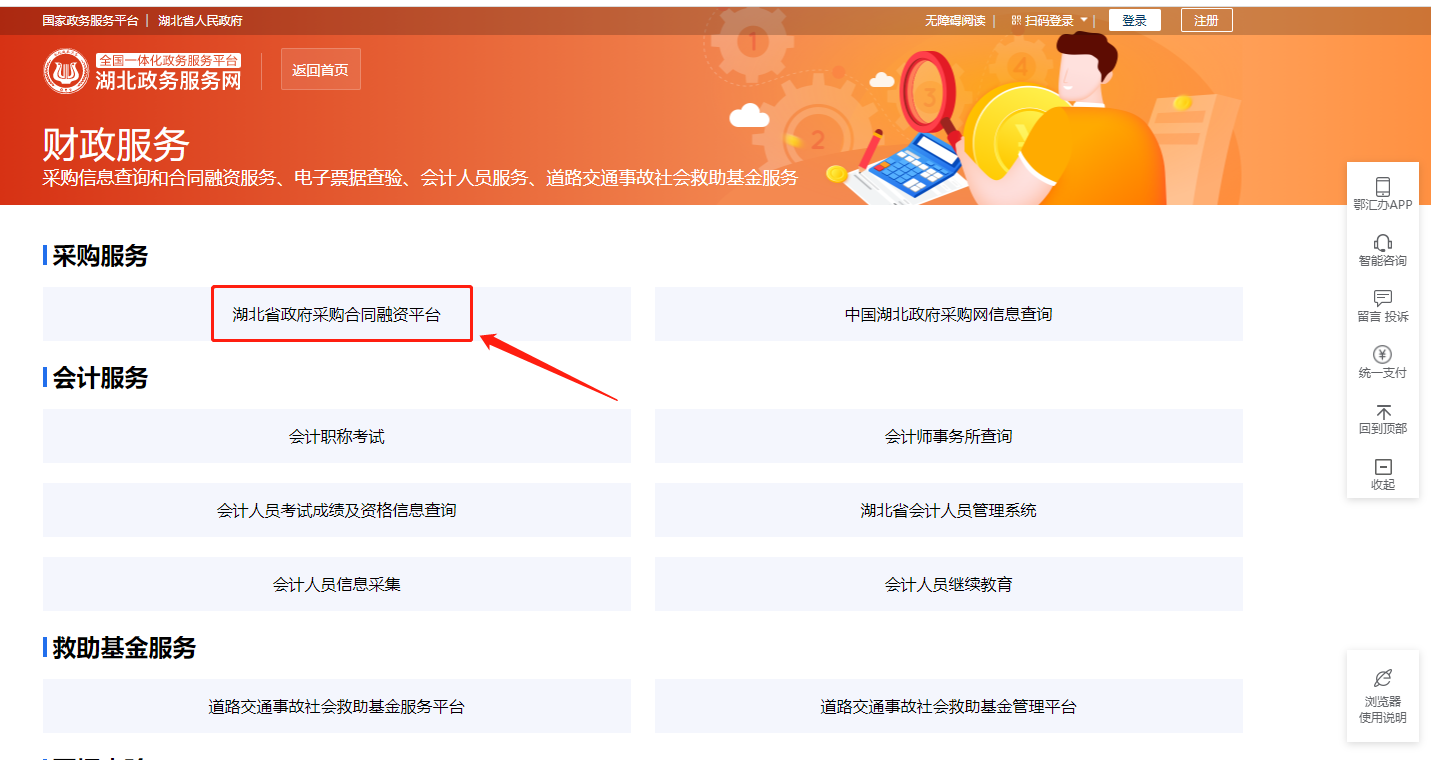 国家政务服务平台 | 湖北省人民政府
无障碍阅读 | 扫码登录 | 登录 注册
全国一体化政务服务平台
湖北政务服务网
返回首页
财政服务
采购信息查询和合同融资服务、电子票据查验、会计人员服务、道路交通事故社会救助基金服务
1
2
3
4
鄂汇办APP
智能咨询
留言 投诉
统一支付
回到顶部
收起
采购服务
湖北省政府采购合同融资平台
中国湖北政府采购网信息查询
会计服务
会计职称考试
会计师事务所查询
会计人员考试成绩及资格信息查询
湖北省会计人员管理系统
会计人员信息采集
会计人员继续教育
救助基金服务
道路交通事故社会救助基金服务平台
道路交通事故社会救助基金管理平台
浏览器
使用说明